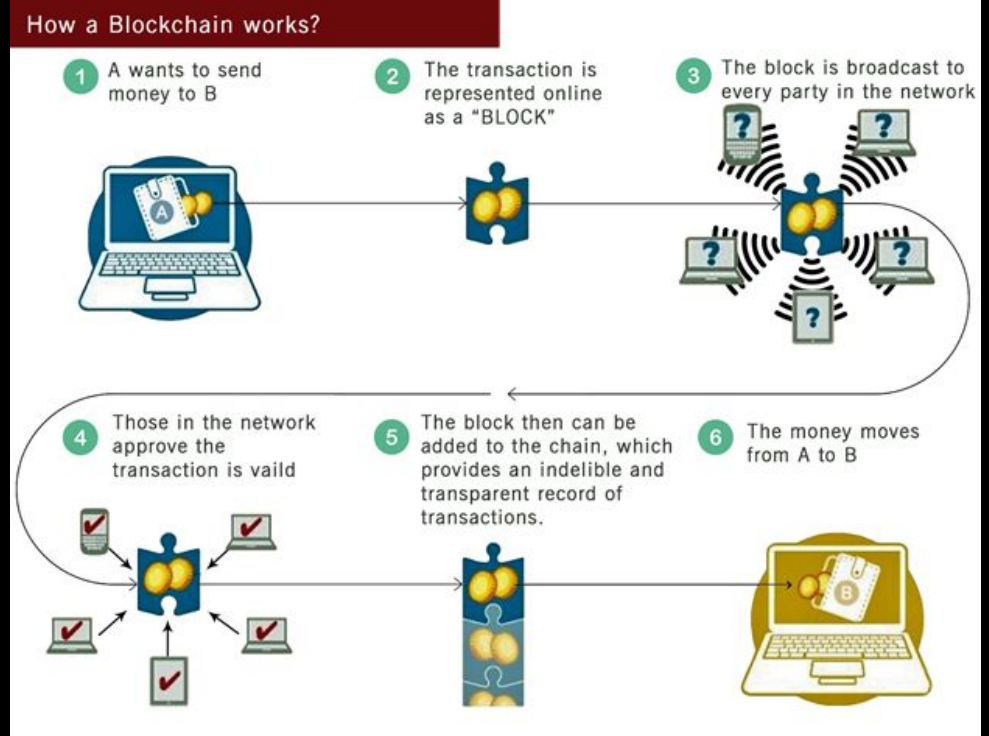 How a Blockchain works?
1
A wants to send
money to B
2
The transaction is
represented online
as a “BLOCK”
3
The block is broadcast to
every party in the network
?
?
A
?
?
?
4
Those in the network
approve the
transaction is vaild
5
The block then can be
added to the chain, which
provides an indelible and
transparent record of
transactions.
6
The money moves
from A to B
B